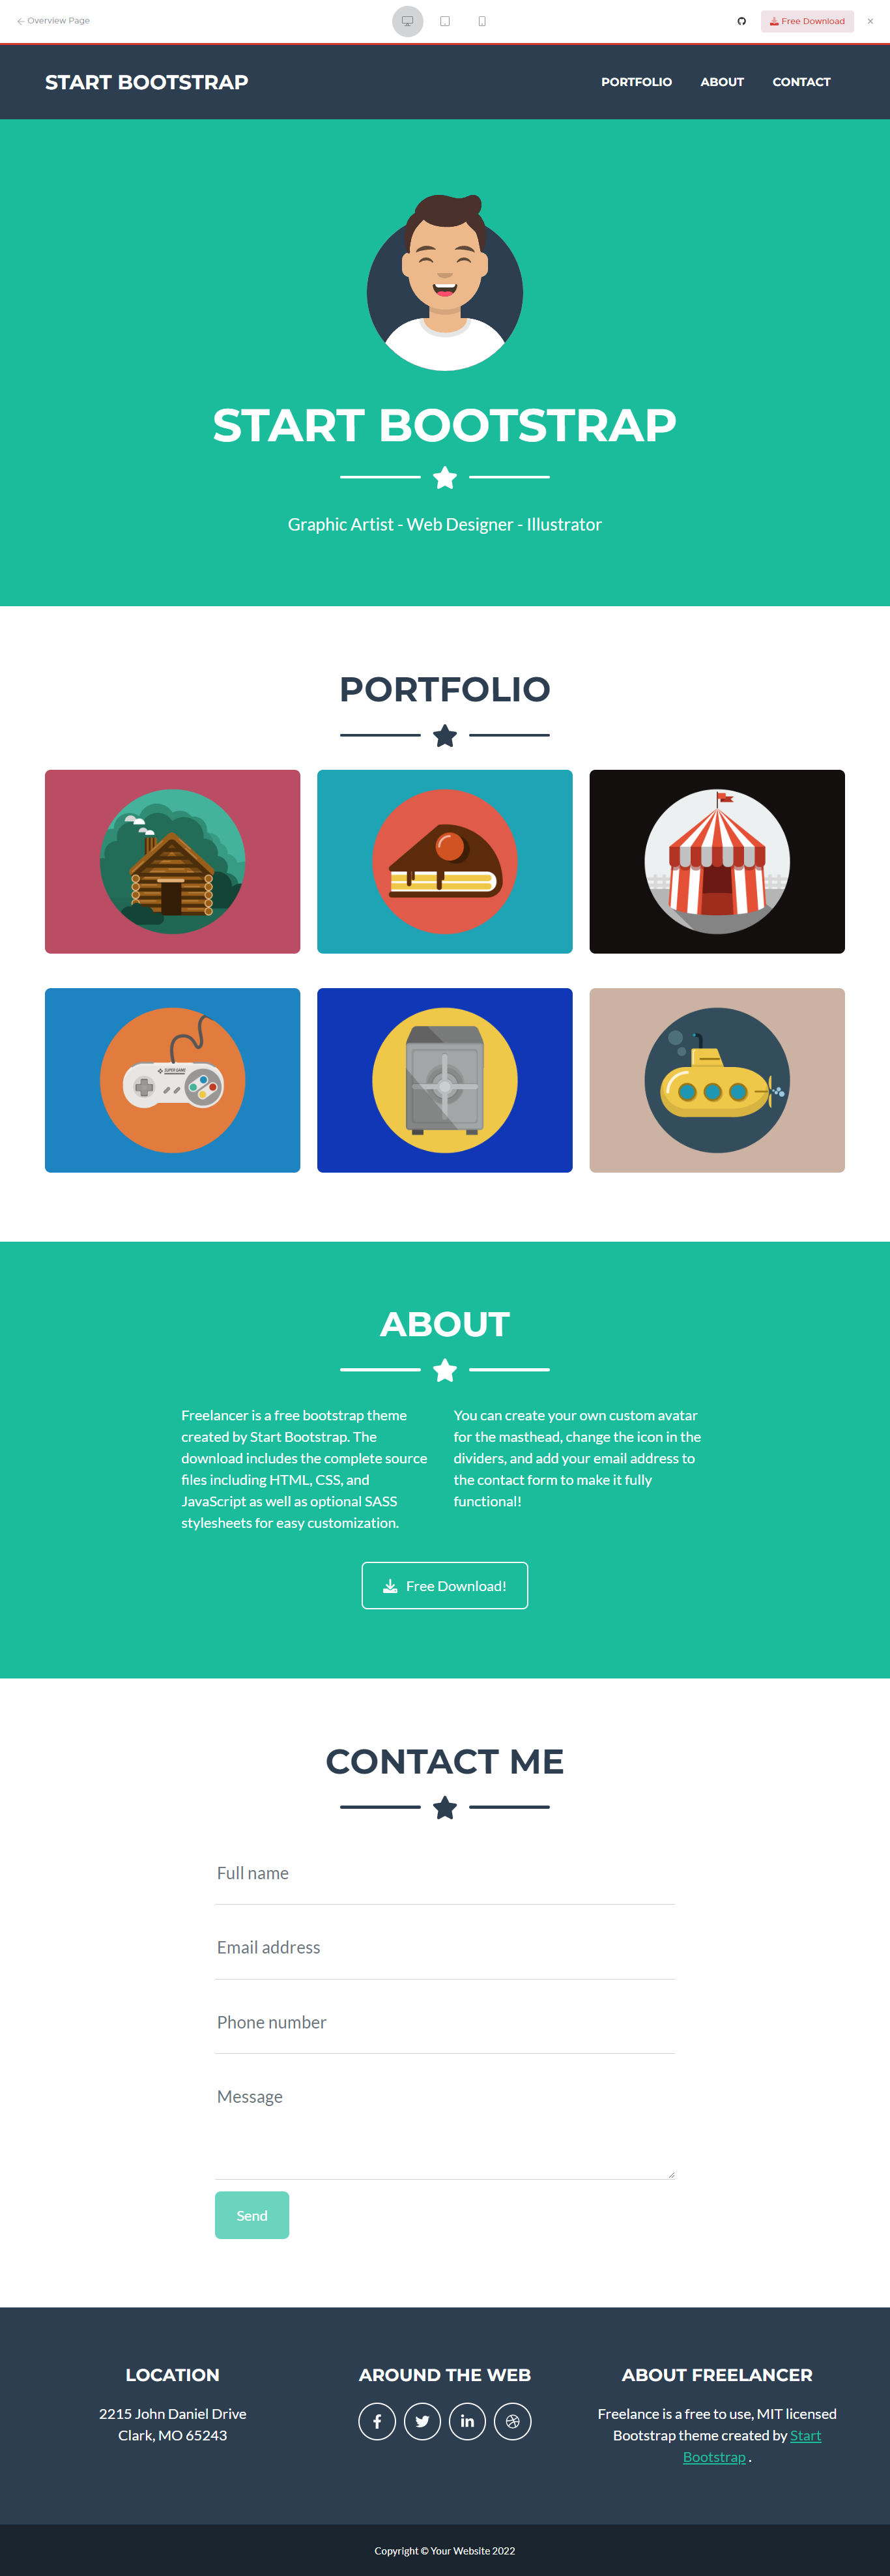 Overview Page
Free Download
START BOOTSTRAP
PORTFOLIO
ABOUT
CONTACT
START BOOTSTRAP
Graphic Artist - Web Designer - Illustrator
PORTFOLIO
SUPER GAME
ABOUT
Freelancer is a free bootstrap theme
created by Start Bootstrap. The
download includes the complete source
files including HTML, CSS, and
JavaScript as well as optional SASS
stylesheets for easy customization.
You can create your own custom avatar
for the masthead, change the icon in the
dividers, and add your email address to
the contact form to make it fully
functional!
Free Download!
CONTACT ME
Full name
Email address
Phone number
Message
Send
LOCATION
2215 John Daniel Drive
Clark, MO 65243
AROUND THE WEB
ABOUT FREELANCER
Freelance is a free to use, MIT licensed
Bootstrap theme created by Start
Bootstrap .
Copyright © Your Website 2022